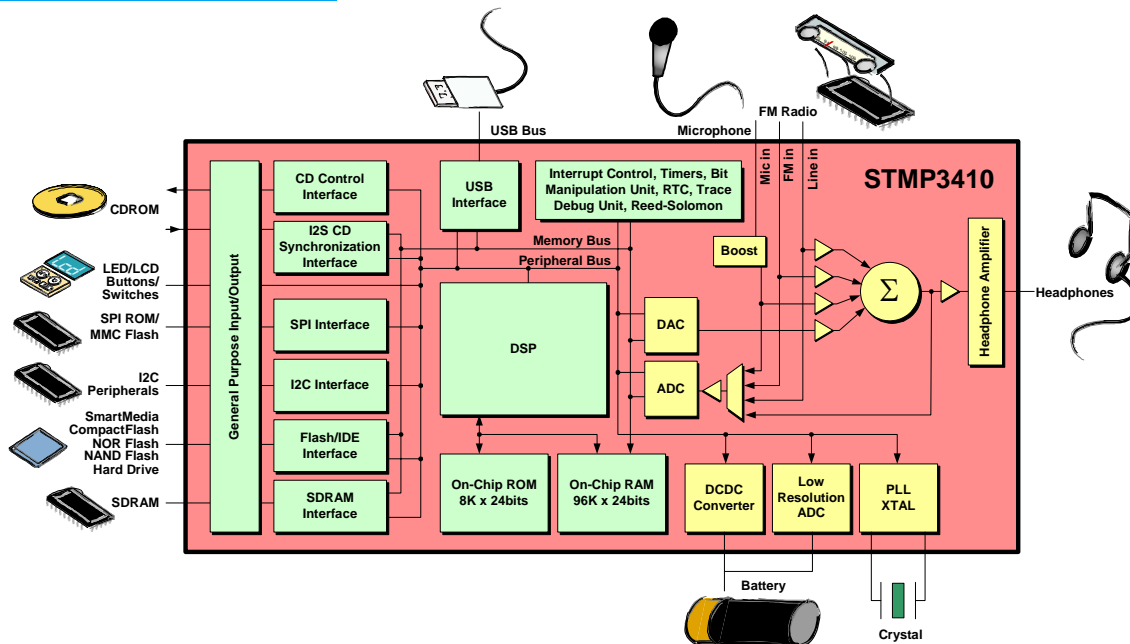 USB Bus
Microphone
FM Radio
Mic in
FM in
Line in
STMP3410
CDROM
LED/LCD
Buttons/
Switches
SPI ROM/
MMC Flash
I2C
Peripherals
SmartMedia
CompactFlash
NOR Flash
NAND Flash
Hard Drive
SDRAM
General Purpose Input/Output
CD Control
Interface
I2S CD
Synchronization
Interface
SPI Interface
I2C Interface
Flash/IDE
Interface
SDRAM
Interface
USB
Interface
Interrupt Control, Timers, Bit
Manipulation Unit, RTC, Trace
Debug Unit, Reed-Solomon
Memory Bus
Peripheral Bus
DSP
On-Chip ROM
8K x 24bits
On-Chip RAM
96K x 24bits
Boost
DAC
ADC
Σ
Headphone Amplifier
Headphones
DCDC
Converter
Low
Resolution
ADC
PLL
XTAL
Battery
Crystal